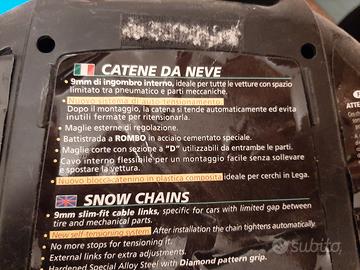 CATENE DA NEVE
• 9mm di ingombro interno, ideale per tutte le vetture con spazio
limitato tra pneumatico e parti meccaniche.
• Nuovo sistema di auto-tensionamento.
Dopo il montaggio, la catena si tende automaticamente ed evita
inutili fermate per ritensionarla.
• Maglie esterne di regolazione.
• Battistrada a ROMBO in acciaio cementato speciale.
• Maglie corte con sezione a "D" utilizzabili da entrambe le parti.
• Cavo interno flessibile per un montaggio facile senza sollevare
e spostare la vettura.
• Nuovo bloccacatenino in plastica composita ideale per cerchi in Lega.
SNOW CHAINS
• 9mm slim-fit cable links, specific for cars with limited gap between
tire and mechanical parts.
• New self-tensioning system. After installation the chain tightens automatically.
• No more stops for tensioning it.
• External links for extra adjustments.
• Hardened Special Alloy Steel with Diamond pattern grip.
ATTE
subito